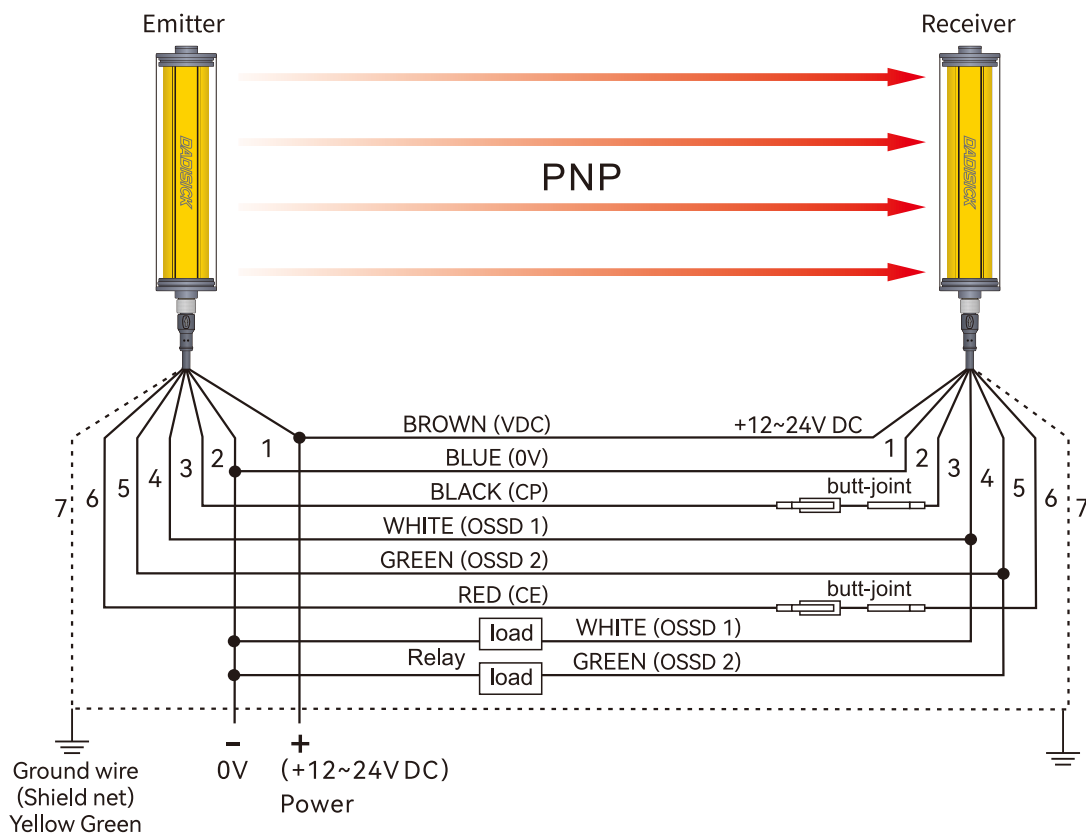 Emitter
Receiver
DADISICK
DADISICK
PNP
BROWN (VDC)
+12~24V DC
BLUE (0V)
BLACK (CP)
butt-joint
WHITE (OSSD 1)
GREEN (OSSD 2)
RED (CE)
butt-joint
load
WHITE (OSSD 1)
Relay
load
GREEN (OSSD 2)
7 6 5 4 3 2 1
1 2 3 4 5 6 7
- +
0V
(+12~24V DC)
Power
Ground wire
(Shield net)
Yellow Green